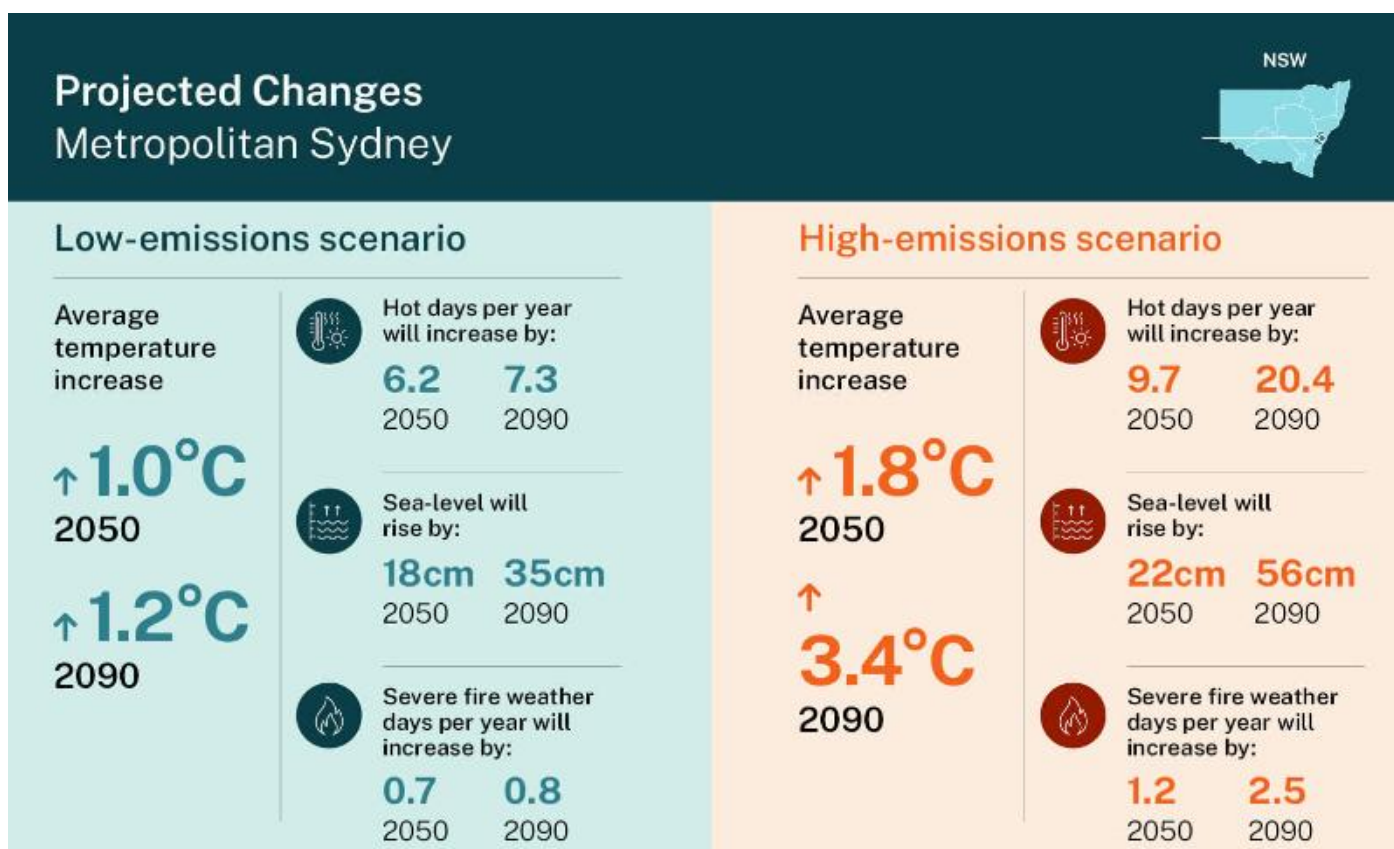 Projected Changes
Metropolitan Sydney
NSW
Low-emissions scenario
Average
temperature
increase
↑1.0°C
2050
↑1.2°C
2090
Hot days per year
will increase by:
6.2 7.3
2050 2090
Sea-level will
rise by:
18cm 35cm
2050 2090
Severe fire weather
days per year will
increase by:
0.7 0.8
2050 2090
High-emissions scenario
Average
temperature
increase
↑1.8°C
2050
↑
3.4°C
2090
Hot days per year
will increase by:
9.7 20.4
2050 2090
Sea-level will
rise by:
22cm 56cm
2050 2090
Severe fire weather
days per year will
increase by:
1.2 2.5
2050 2090